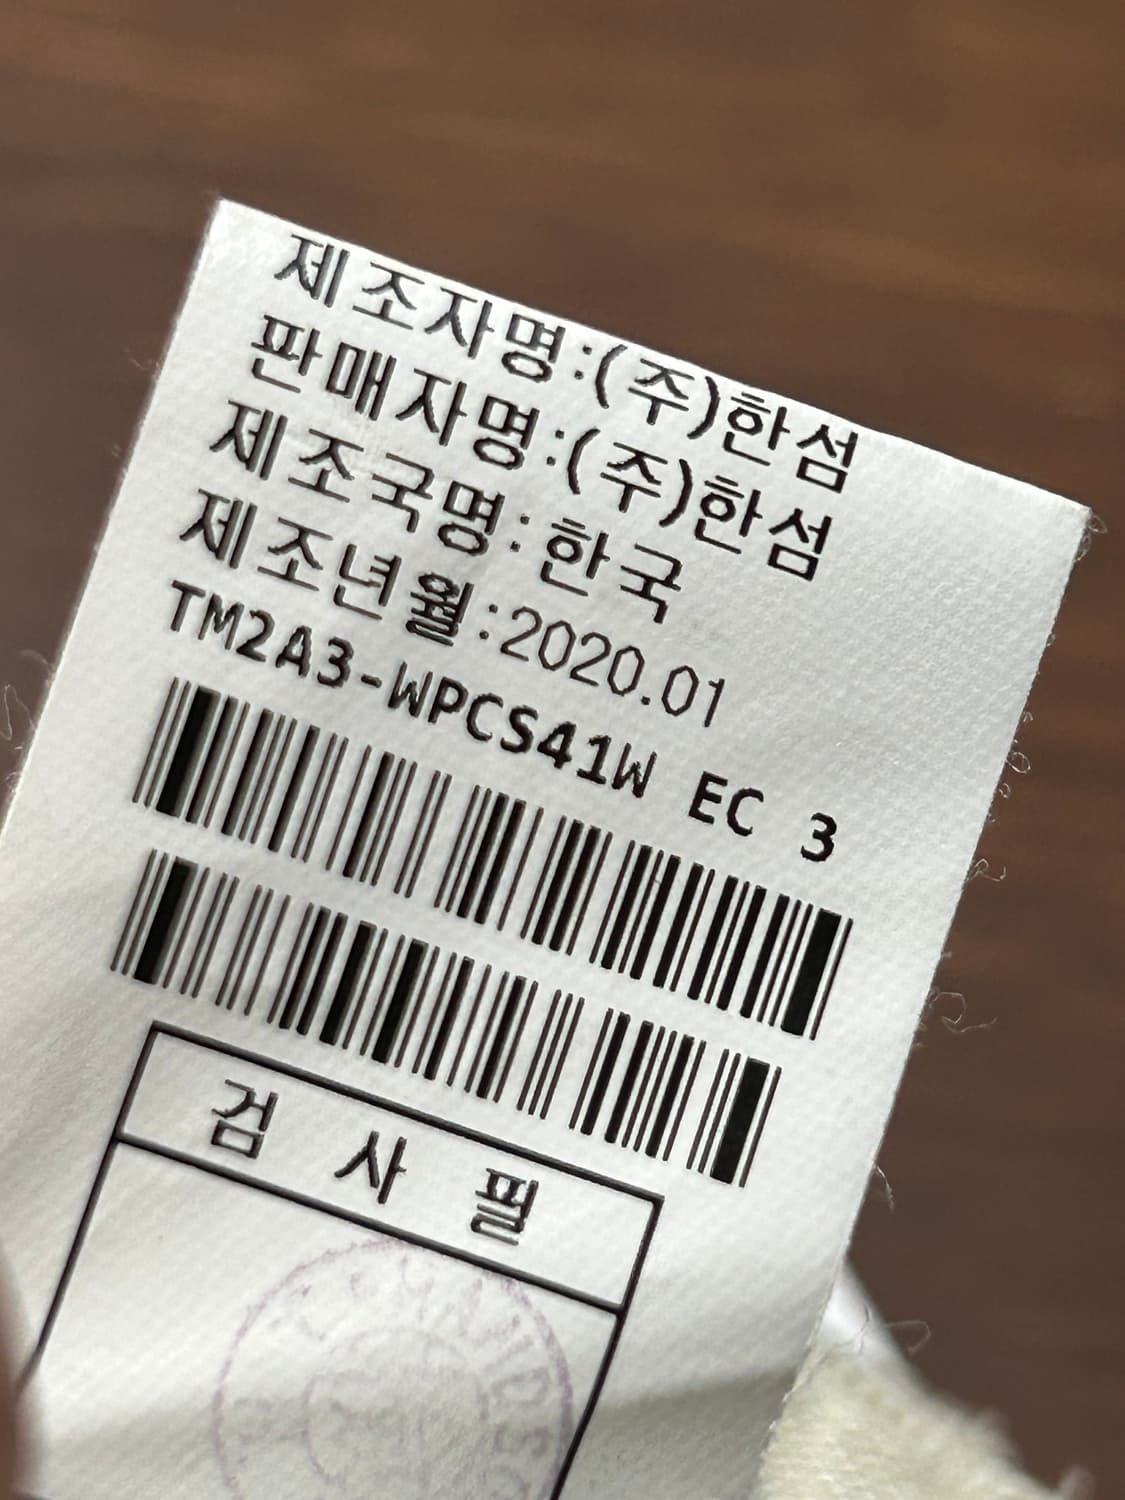 제조자명:(주)한섬
판매자명:(주)한섬
제조국명:한국
제조년월:2020.01
TM2A3-WPCS41W EC 3
검 사 필